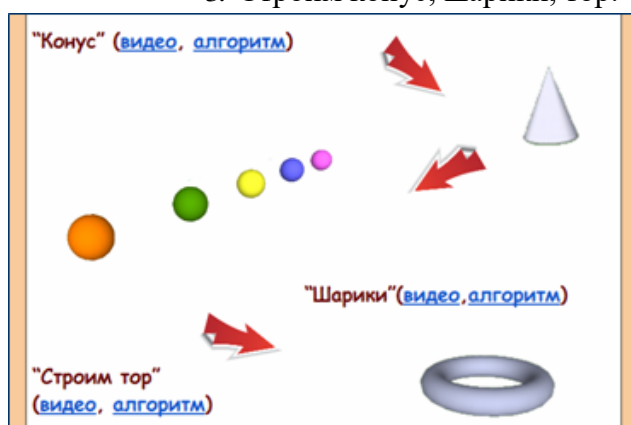 “Конус” (видео, алгоритм)
“Шарики”(видео,алгоритм)
“Строим тор”
(видео, алгоритм)